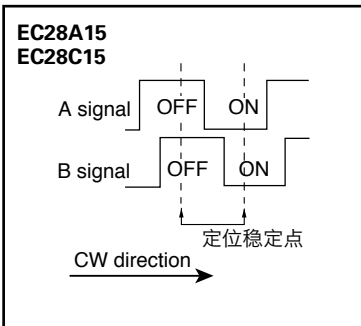 EC28A15
EC28C15
A signal OFF ON
B signal OFF ON
定位稳定点
CW direction